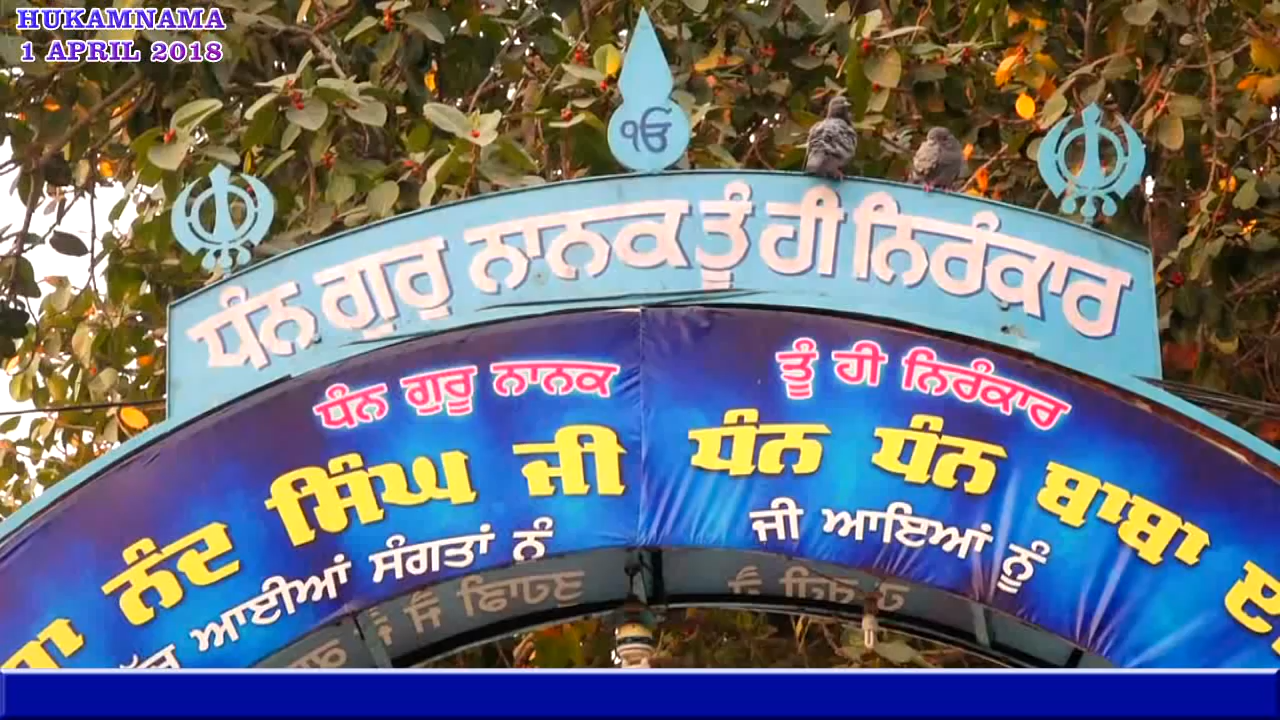 HUKAMNAMA
1 APRIL 2018
ੴ
ਧੰਨ ਗੁਰੂ ਨਾਨਕ ਤੂੰ ਹੀ ਨਿਰੰਕਾਰ
ਧੰਨ ਗੁਰੂ ਨਾਨਕ ਤੂੰ ਹੀ ਨਿਰੰਕਾਰ
ਨੰਦ ਸਿੰਘ ਜੀ ਧੰਨ ਧੰਨ ਬਾਬਾ
ਆਈਆਂ ਸੰਗਤਾਂ ਨੂੰ ਜੀ ਆਇਆਂ ਨੂੰ